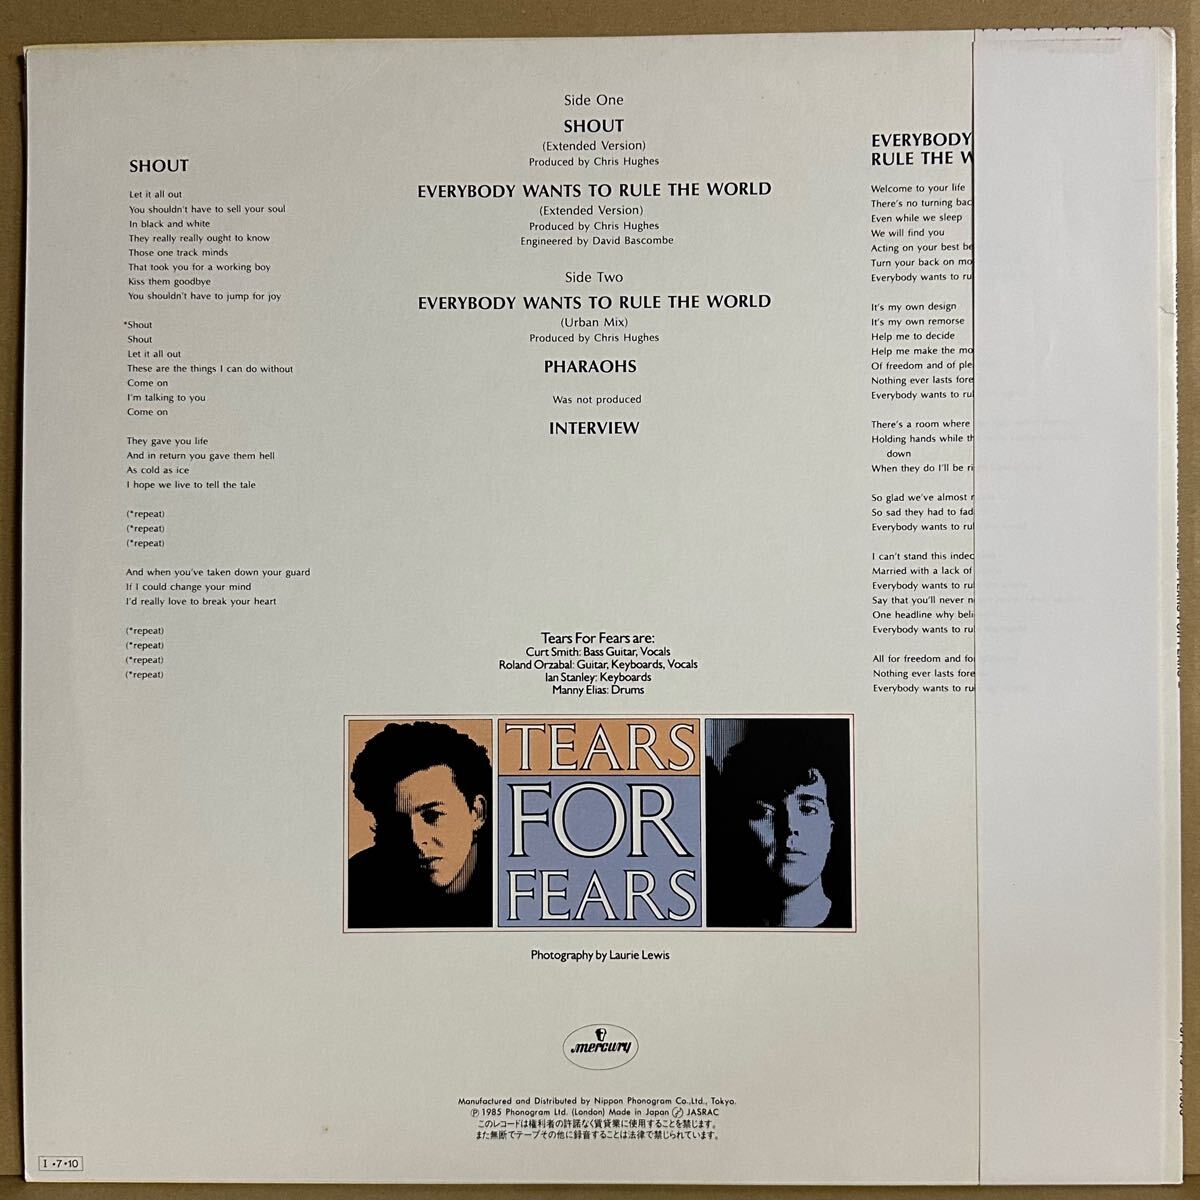 SHOUT
Let it all out
You shouldn't have to sell your soul
In black and white
They really really ought to know
Those one track minds
That took you for a working boy
Kiss them goodbye
You shouldn't have to jump for joy
*Shout
Shout
Let it all out
These are the things I can do without
Come on
I'm talking to you
Come on
They gave you life
And in return you gave them hell
As cold as ice
I hope we live to tell the tale
(*repeat)
(*repeat)
(*repeat)
And when you've taken down your guard
If I could change your mind
I'd really love to break your heart
(*repeat)
(*repeat)
(*repeat)
(*repeat)
Side One
SHOUT
(Extended Version)
Produced by Chris Hughes
EVERYBODY WANTS TO RULE THE WORLD
(Extended Version)
Produced by Chris Hughes
Engineered by David Bascombe
Side Two
EVERYBODY WANTS TO RULE THE WORLD
(Urban Mix)
Produced by Chris Hughes
PHARAOHS
Was not produced
INTERVIEW
Tears For Fears are:
Curt Smith: Bass Guitar, Vocals
Roland Orzabal: Guitar, Keyboards, Vocals
Ian Stanley: Keyboards
Manny Elias: Drums
TEARS
FOR
FEARS
Photography by Laurie Lewis
mercury
Manufactured and Distributed by Nippon Phonogram Co.,Ltd., Tokyo.
Ⓟ 1985 Phonogram Ltd. (London) Made in Japan JASRAC
このレコードは権利者の許諾なく賃貸業に使用することを禁じます。
また無断でテープその他に録音することは法律で禁じられています。
I・7・10
EVERYBODY
RULE THE
Welcome to your life
There's no turning
Even while we sleep
We will find you
Acting on your best
Turn your back on
Everybody wants to
It's my own design
It's my own remorse
Help me to decide
Help me make the
Of freedom and of
Nothing ever lasts
Everybody wants to
There's a room where
Holding hands while
down
When they do I'll be
So glad we've almost
So sad they had to
Everybody wants to
I can't stand this
Married with a lack of
Everybody wants to
Say that you'll never
One headline why
Everybody wants to
All for freedom and
Nothing ever lasts
Everybody wants to